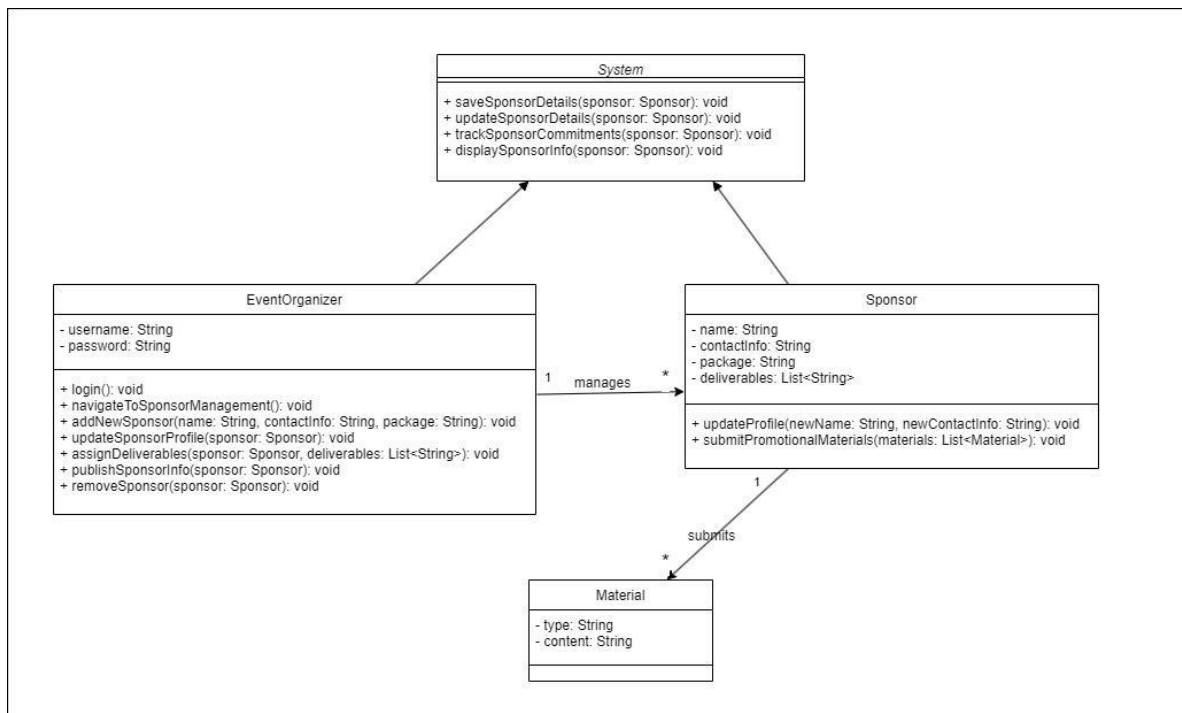 System
+ saveSponsorDetails(sponsor: Sponsor): void
+ updateSponsorDetails(sponsor: Sponsor): void
+ trackSponsorCommitments(sponsor: Sponsor): void
+ displaySponsorInfo(sponsor: Sponsor): void
EventOrganizer
- username: String
- password: String
+ login(): void
+ navigateToSponsorManagement(): void
+ addNewSponsor(name: String, contactInfo: String, package: String): void
+ updateSponsorProfile(sponsor: Sponsor): void
+ assignDeliverables(sponsor: Sponsor, deliverables: List<String>): void
+ publishSponsorInfo(sponsor: Sponsor): void
+ removeSponsor(sponsor: Sponsor): void
1 manages *
Sponsor
- name: String
- contactInfo: String
- package: String
- deliverables: List<String>
+ updateProfile(newName: String, newContactInfo: String): void
+ submitPromotionalMaterials(materials: List<Material>): void
1
submits
*
Material
- type: String
- content: String